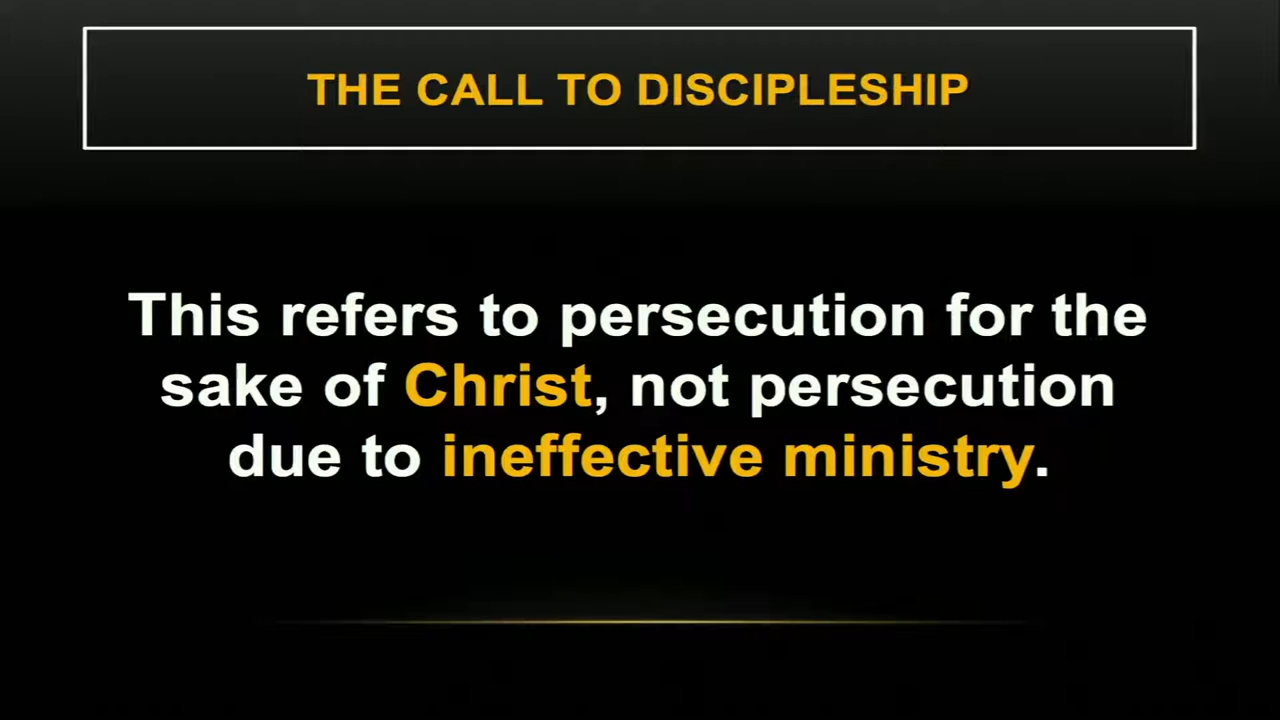 THE CALL TO DISCIPLESHIP
This refers to persecution for the
sake of Christ, not persecution
due to ineffective ministry.